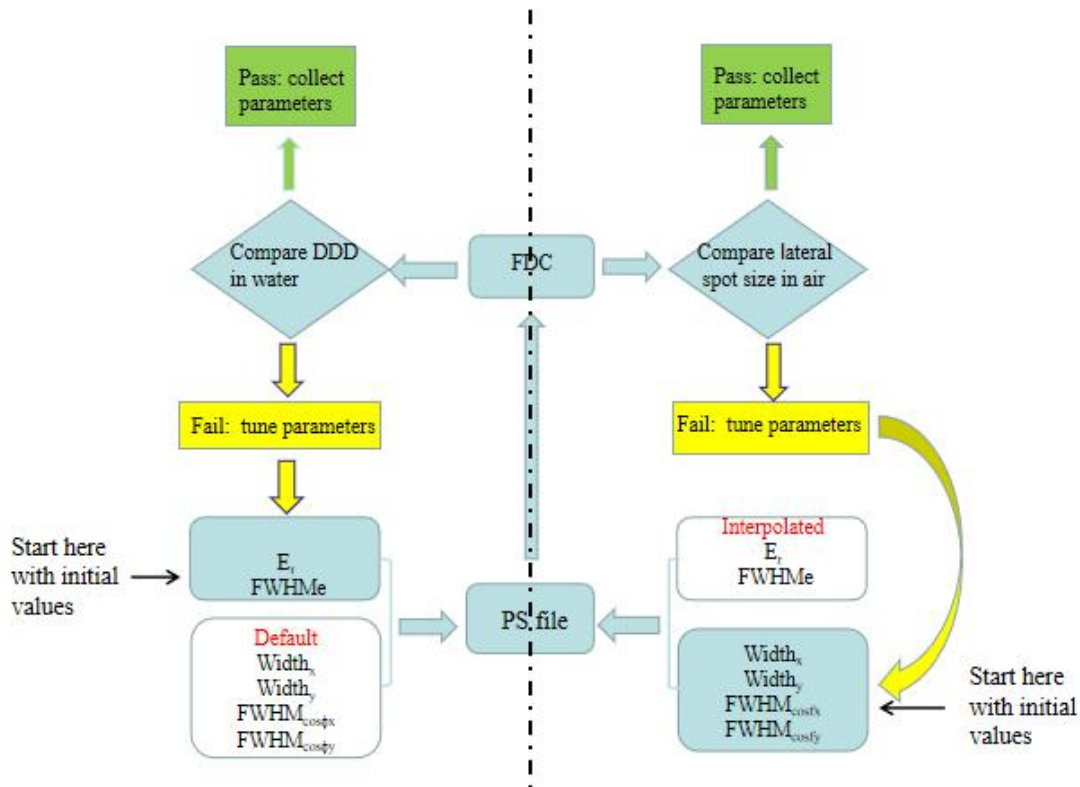 Pass: collect
parameters
Pass: collect
parameters
Compare DDD
in water
FDC
Compare lateral
spot size in air
Fail: tune parameters
Fail: tune parameters
Start here
with initial
values
Er
FWHMe
Default
Widthx
Widthy
FWHMcosϕx
FWHMcosϕy
PS file
Interpolated
Er
FWHMe
Widthx
Widthy
FWHMcosfx
FWHMcosfy
Start here
with initial
values